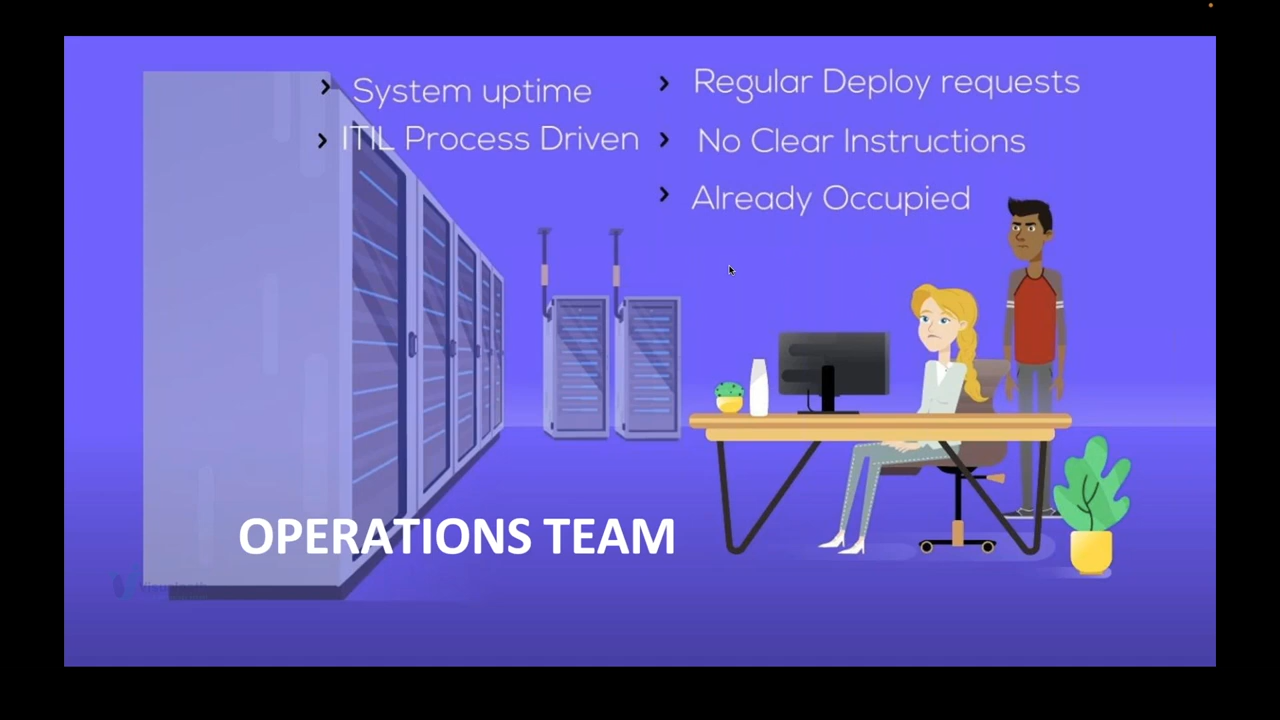 System uptime
ITIL Process Driven
Regular Deploy requests
No Clear Instructions
Already Occupied
OPERATIONS TEAM